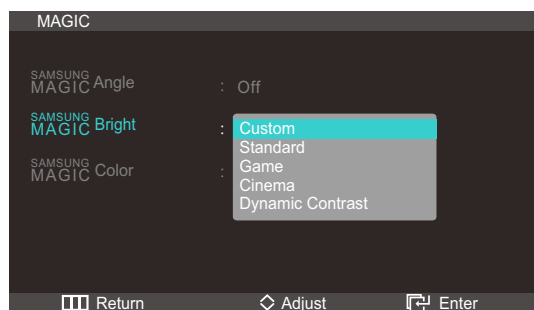 MAGIC
SAMSUNG
MAGIC Angle : Off
SAMSUNG
MAGIC Bright : Custom
Standard
Game
Cinema
Dynamic Contrast
SAMSUNG
MAGIC Color :
Return Adjust Enter